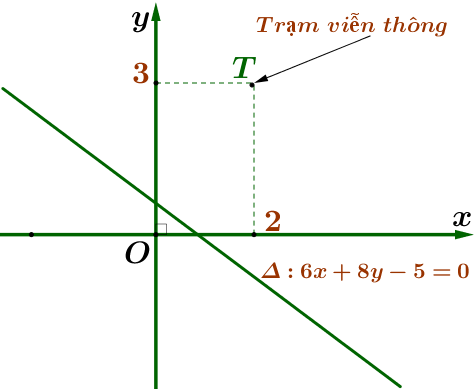 y
Trạm viễn thông
3
T
2
x
O
Δ : 6x + 8y − 5 = 0